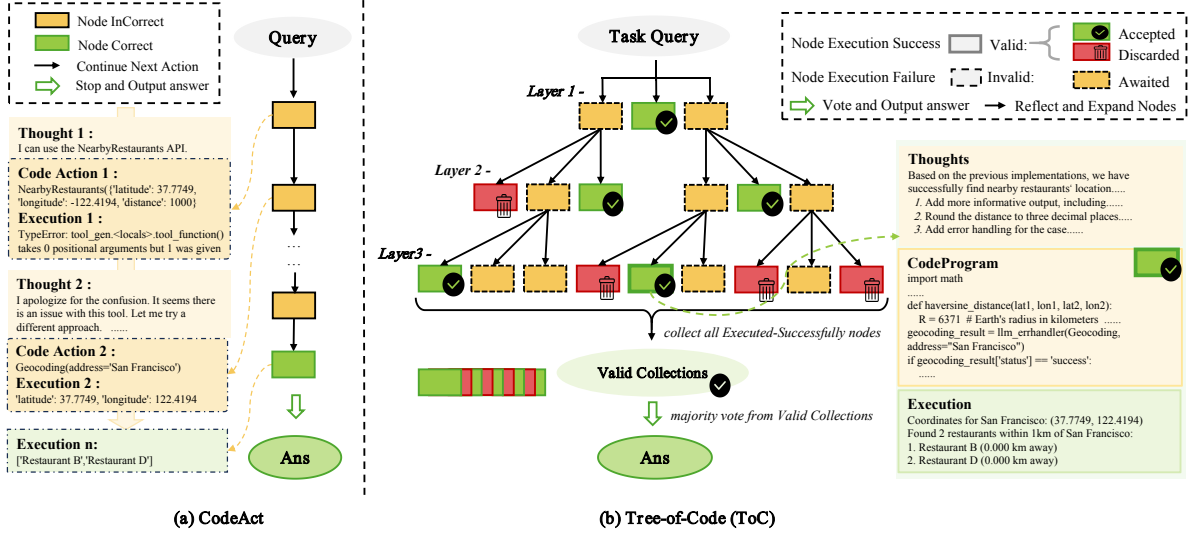 Node InCorrect
Node Correct
Continue Next Action
Stop and Output answer
Query
Thought 1 :
I can use the NearbyRestaurants API.
Code Action 1 :
NearbyRestaurants({'latitude': 37.7749,
'longitude': -122.4194, 'distance': 1000}
Execution 1 :
TypeError: tool_gen.<locals>.tool_function()
takes 0 positional arguments but 1 was given
Thought 2 :
I apologize for the confusion. It seems there
is an issue with this tool. Let me try a
different approach. ......
Code Action 2 :
Geocoding(address='San Francisco')
Execution 2 :
'latitude': 37.7749, 'longitude': 122.4194
Execution n:
['Restaurant B','Restaurant D']
...
...
Ans
(a) CodeAct
Task Query
Node Execution Success
Valid:
Accepted
Discarded
Node Execution Failure
Invalid:
Awaited
Vote and Output answer
Reflect and Expand Nodes
Layer 1 -
Layer 2 -
Layer3 -
collect all Executed-Successfully nodes
Valid Collections
majority vote from Valid Collections
Ans
Thoughts
Based on the previous implementations, we have
successfully find nearby restaurants' location.....
1. Add more informative output, including......
2. Round the distance to three decimal places.....
3. Add error handling for the case......
CodeProgram
import math
......
def haversine_distance(lat1, lon1, lat2, lon2):
R = 6371 # Earth's radius in kilometers ......
geocoding_result = llm_errhandler(Geocoding,
address="San Francisco")
if geocoding_result['status'] == 'success':
......
Execution
Coordinates for San Francisco: (37.7749, 122.4194)
Found 2 restaurants within 1km of San Francisco:
1. Restaurant B (0.000 km away)
2. Restaurant D (0.000 km away)
(b) Tree-of-Code (ToC)